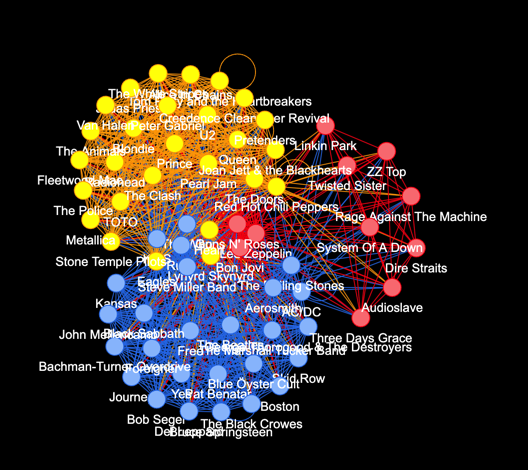 The White Stripes
Alice In Chains
Judas Priest
Tom Petty and the Heartbreakers
Creedence Clearwater Revival
Van Halen
Peter Gabriel
U2
Pretenders
Linkin Park
The Animals
Blondie
Prince
Queen
Joan Jett & the Blackhearts
ZZ Top
Fleetwood Mac
Radiohead
Pearl Jam
Twisted Sister
The Clash
The Doors
The Police
Red Hot Chili Peppers
TOTO
Rage Against The Machine
Metallica
Guns N' Roses
System Of A Down
Heart
Led Zeppelin
Stone Temple Pilots
Bon Jovi
Dire Straits
Lynyrd Skynyrd
Eagles
Steve Miller Band
The Rolling Stones
Kansas
Aerosmith
Audioslave
AC/DC
John Mellencamp
Black Sabbath
Three Days Grace
The Beatles
George Thorogood & The Destroyers
The Marshall Tucker Band
Bachman-Turner Overdrive
Foreigner
Skid Row
Blue Öyster Cult
Journey
Yes
Pat Benatar
Boston
Bob Seger
The Black Crowes
Def Leppard
Bruce Springsteen